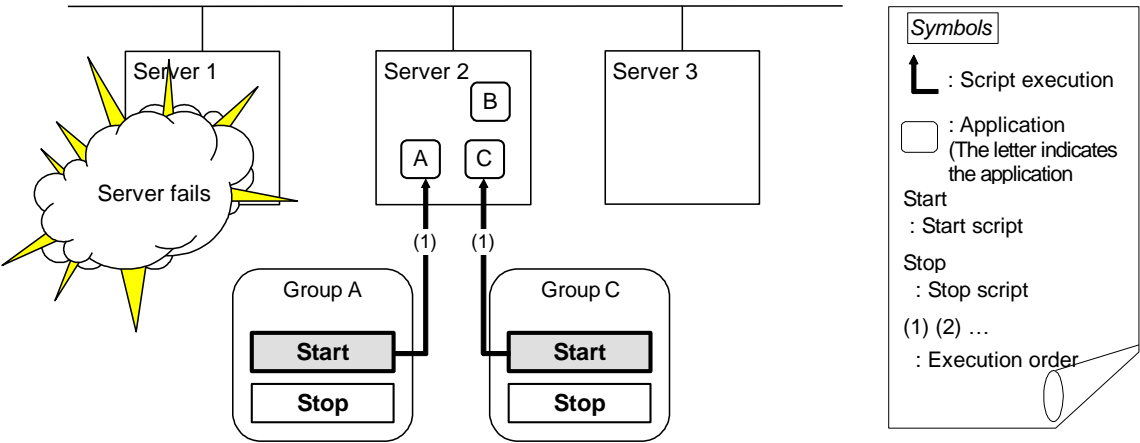 Server 1
Server 2
Server 3
B
A
C
Server fails
(1)
(1)
Group A
Group C
Start
Start
Stop
Stop
Symbols
: Script execution
: Application
(The letter indicates
the application
Start
: Start script
Stop
: Stop script
(1) (2) …
: Execution order